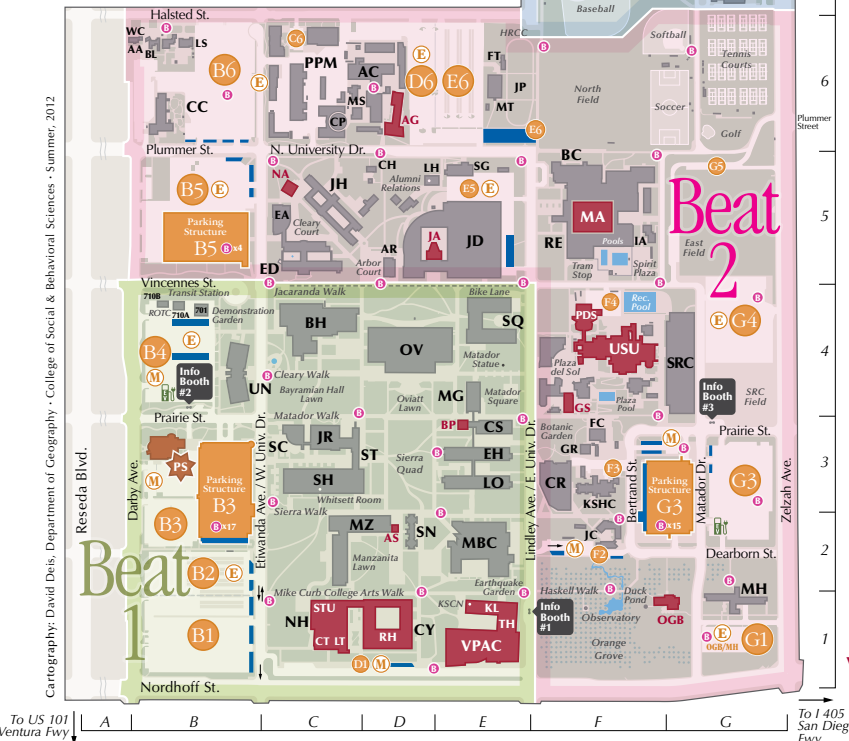 Baseball
Halsted St.
WC
AA
BL
LS
B
B6
E
CC
C6
PPM
AC
MS
CP
B
AG
E
D6
E6
HRCC
FT
JP
MT
E6
B
North
Field
Softball
B
Soccer
Tennis
Courts
Golf
6
Plummer
Street
Plummer St.
N. University Dr.
B5
E
Parking
Structure
B5 B x4
NA
JH
EA
Cleary
Court
ED
CH
Alumni
Relations
LH
SG
E5
E
JA
JD
AR
Arbor
Court
BC
MA
RE
Pools
IA
Tram
Stop
Spirit
Plaza
G5
East
Field
Beat
2
5
Vincennes St.
Transit Station
710B
ROTC
710A
701
Demonstration
Garden
B4
E
M
Info
Booth
#2
UN
Prairie St.
Jacaranda Walk
BH
Cleary Walk
Bayramian Hall
Lawn
Matador Walk
OV
Oviatt
Lawn
Bike Lane
SQ
Matador
Statue
MG
Matador
Square
F4
Rec.
Pool
PDS
USU
Plaza
del Sol
GS
Plaza
Pool
SRC
E
G4
Info
Booth
#3
SRC
Field
Prairie St.
4
PS
M
Parking
Structure
B3
B x17
B3
SC
JR
ST
SH
Whitsett Room
Sierra Walk
Sierra
Quad
BP
CS
EH
LO
Botanic
Garden
FC
GR
CR
F3
KSHC
M
Parking
Structure
G3
B x15
G3
3
Reseda Blvd.
Darby Ave.
Etiwanda Ave. / W. Univ. Dr.
Lindley Ave. / E. Univ. Dr.
Bertrand St.
Matador Dr.
Zelzah Ave.
MZ
AS
SN
Manzanita
Lawn
MBC
Earthquake
Garden
JC
M
F2
Dearborn St.
2
Beat
1
B2
E
B1
Mike Curb College Arts Walk
NH
STU
CT LT
RH
CY
KSCN
KL
TH
VPAC
D1
M
Info
Booth
#1
Haskell Walk
Duck
Pond
Observatory
Orange
Grove
OGB
MH
E
OGB/MH
G1
1
Nordhoff St.
To US 101
Ventura Fwy
A
B
C
D
E
F
G
To I 405
San Dieg
Fwy
Cartography: David Deis, Department of Geography • College of Social & Behavioral Sciences • Summer, 2012